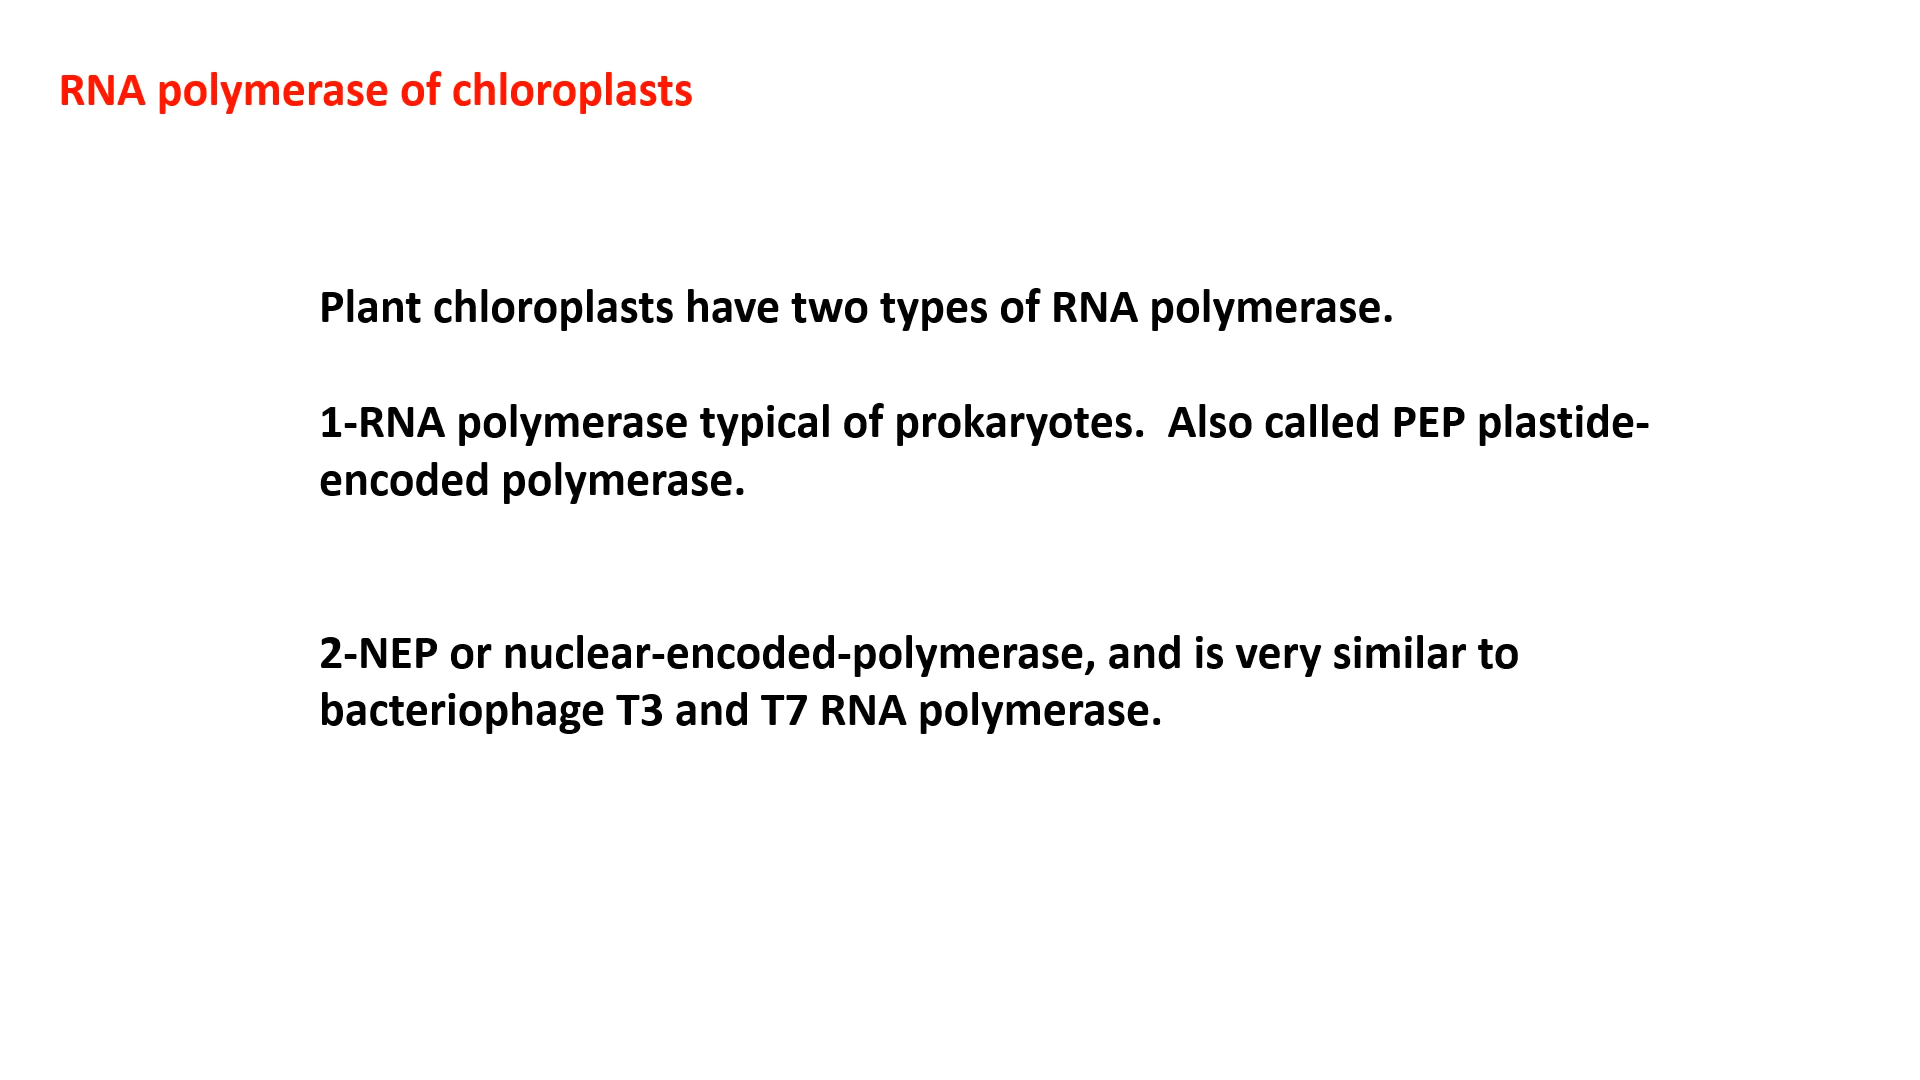 RNA polymerase of chloroplasts
Plant chloroplasts have two types of RNA polymerase.
1-RNA polymerase typical of prokaryotes.  Also called PEP plastide-
encoded polymerase.
2-NEP or nuclear-encoded-polymerase, and is very similar to
bacteriophage T3 and T7 RNA polymerase.